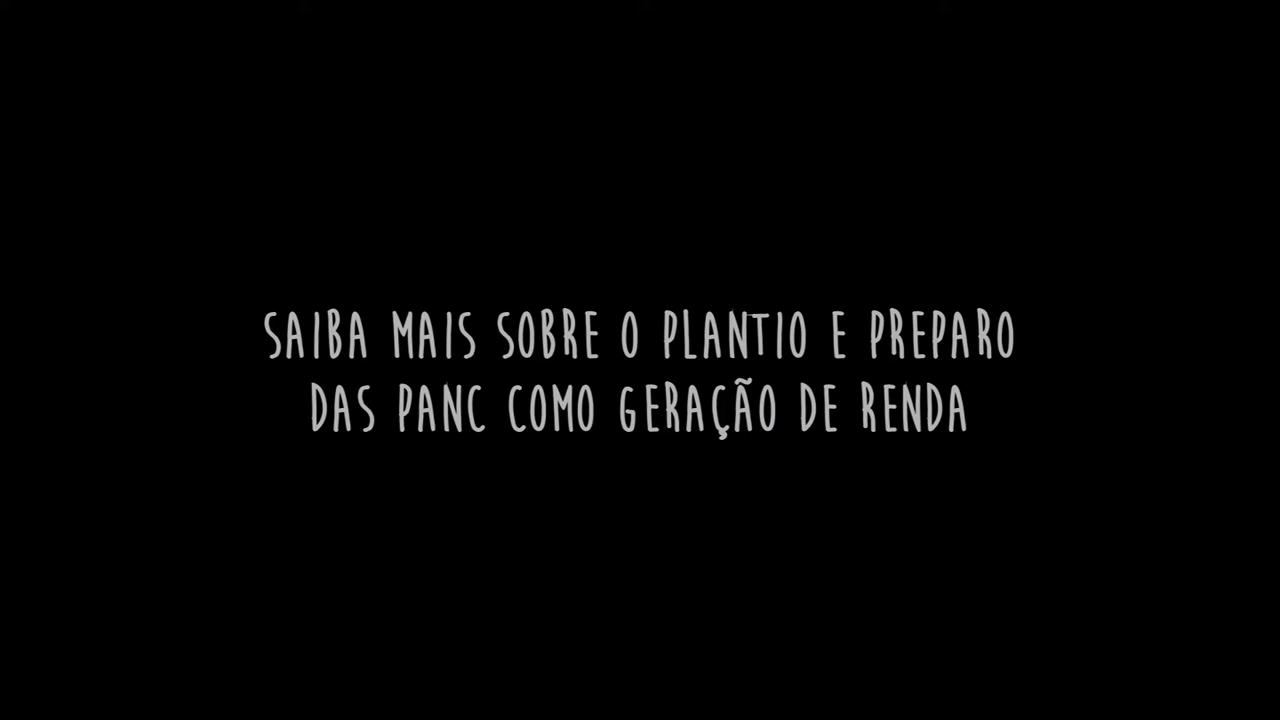 SAIBA MAIS SOBRE O PLANTIO E PREPARO
DAS PANC COMO GERAÇÃO DE RENDA